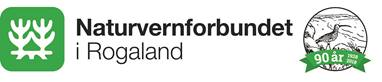 Naturvernforbundet
i Rogaland
90 år